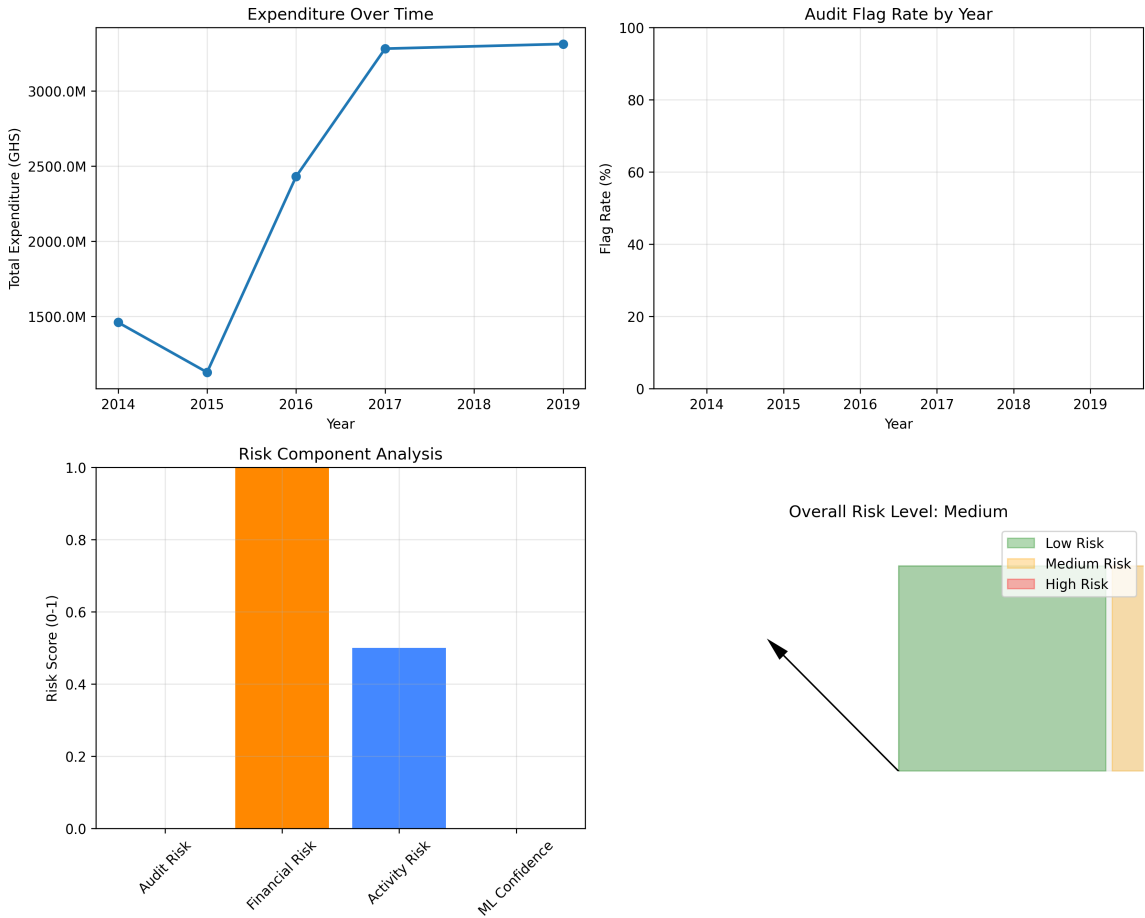 Expenditure Over Time
Total Expenditure (GHS)
3000.0M
2500.0M
2000.0M
1500.0M
2014 2015 2016 2017 2018 2019
Year
Audit Flag Rate by Year
Flag Rate (%)
100
80
60
40
20
0
2014 2015 2016 2017 2018 2019
Year
Risk Component Analysis
Risk Score (0-1)
1.0
0.8
0.6
0.4
0.2
0.0
Audit Risk
Financial Risk
Activity Risk
ML Confidence
Overall Risk Level: Medium
Low Risk
Medium Risk
High Risk